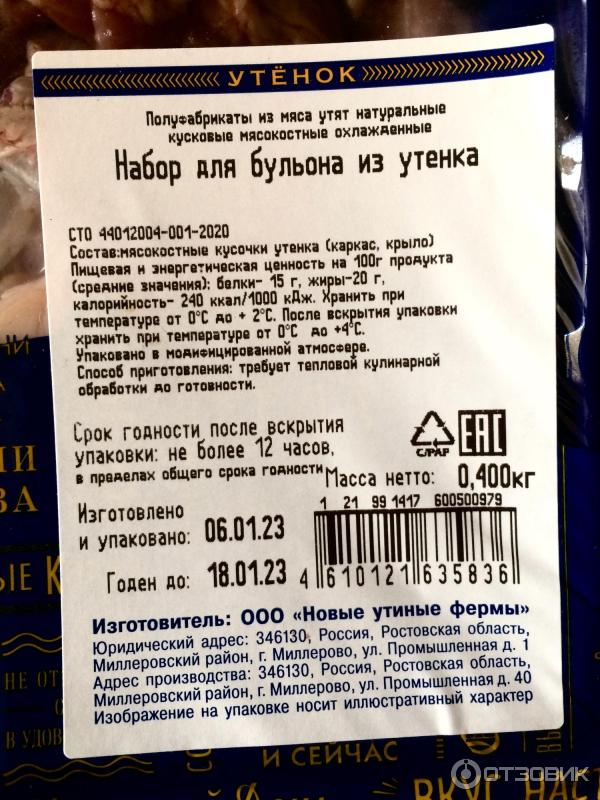 УТЁНОК
Полуфабрикаты из мяса утят натуральные
кусковые мясокостные охлажденные
Набор для бульона из утенка
СТО 44012004-001-2020
Состав:мясокостные кусочки утенка (каркас, крыло)
Пищевая и энергетическая ценность на 100г продукта
(средние значения): белки- 15 г, жиры-20 г,
калорийность- 240 ккал/1000 кДж. Хранить при
температуре от 0°С до + 2°С. После вскрытия упаковки
хранить при температуре от 0°С до +4°С.
Упаковано в модифицированной атмосфере.
Способ приготовления: требует тепловой кулинарной
обработки до готовности.
Срок годности после вскрытия
упаковки: не более 12 часов,
в пределах общего срока годности
C/PAP
EAC
Масса нетто: 0,400кг
1 21 99 1417 600500979
Изготовлено
и упаковано: 06.01.23
Годен до: 18.01.23
4 610121 635836
Изготовитель: ООО «Новые утиные фермы»
Юридический адрес: 346130, Россия, Ростовская область,
Миллеровский район, г. Миллерово, ул. Промышленная д. 1
Адрес производства: 346130, Россия, Ростовская область,
Миллеровский район, г. Миллерово, ул. Промышленная д. 40
Изображение на упаковке носит иллюстративный характер
НЕ ОТ
В УДОВ
И СЕЙЧАС
ВКУС НАСТ
ОТЗОВИК